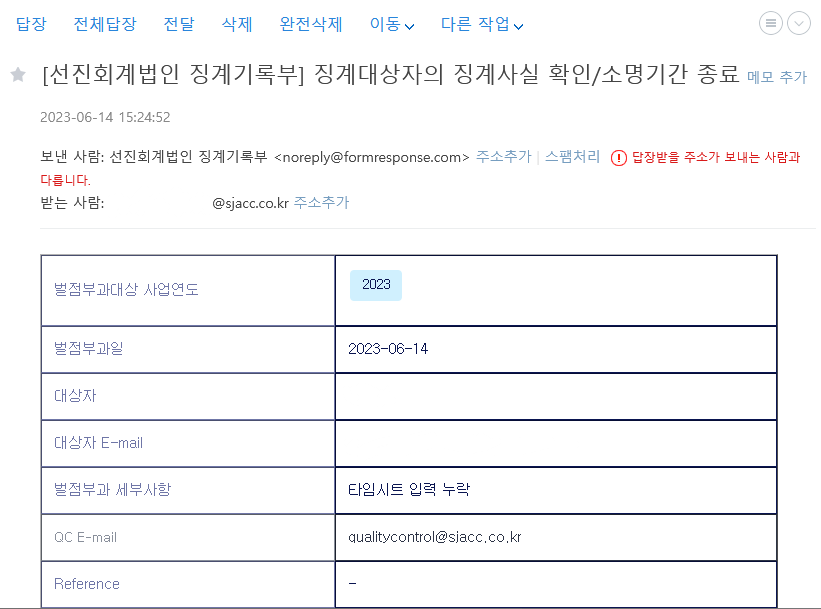 답장 전체답장 전달 삭제 완전삭제 이동 다른 작업
[선진회계법인 징계기록부] 징계대상자의 징계사실 확인/소명기간 종료 메모 추가
2023-06-14 15:24:52
보낸 사람: 선진회계법인 징계기록부 <noreply@formresponse.com> 주소추가 | 스팸처리 답장받을 주소가 보내는 사람과
다릅니다.
받는 사람: @sjacc.co.kr 주소추가
벌점부과대상 사업연도 2023
벌점부과일 2023-06-14
대상자
대상자 E-mail
벌점부과 세부사항 타임시트 입력 누락
QC E-mail qualitycontrol@sjacc.co.kr
Reference -